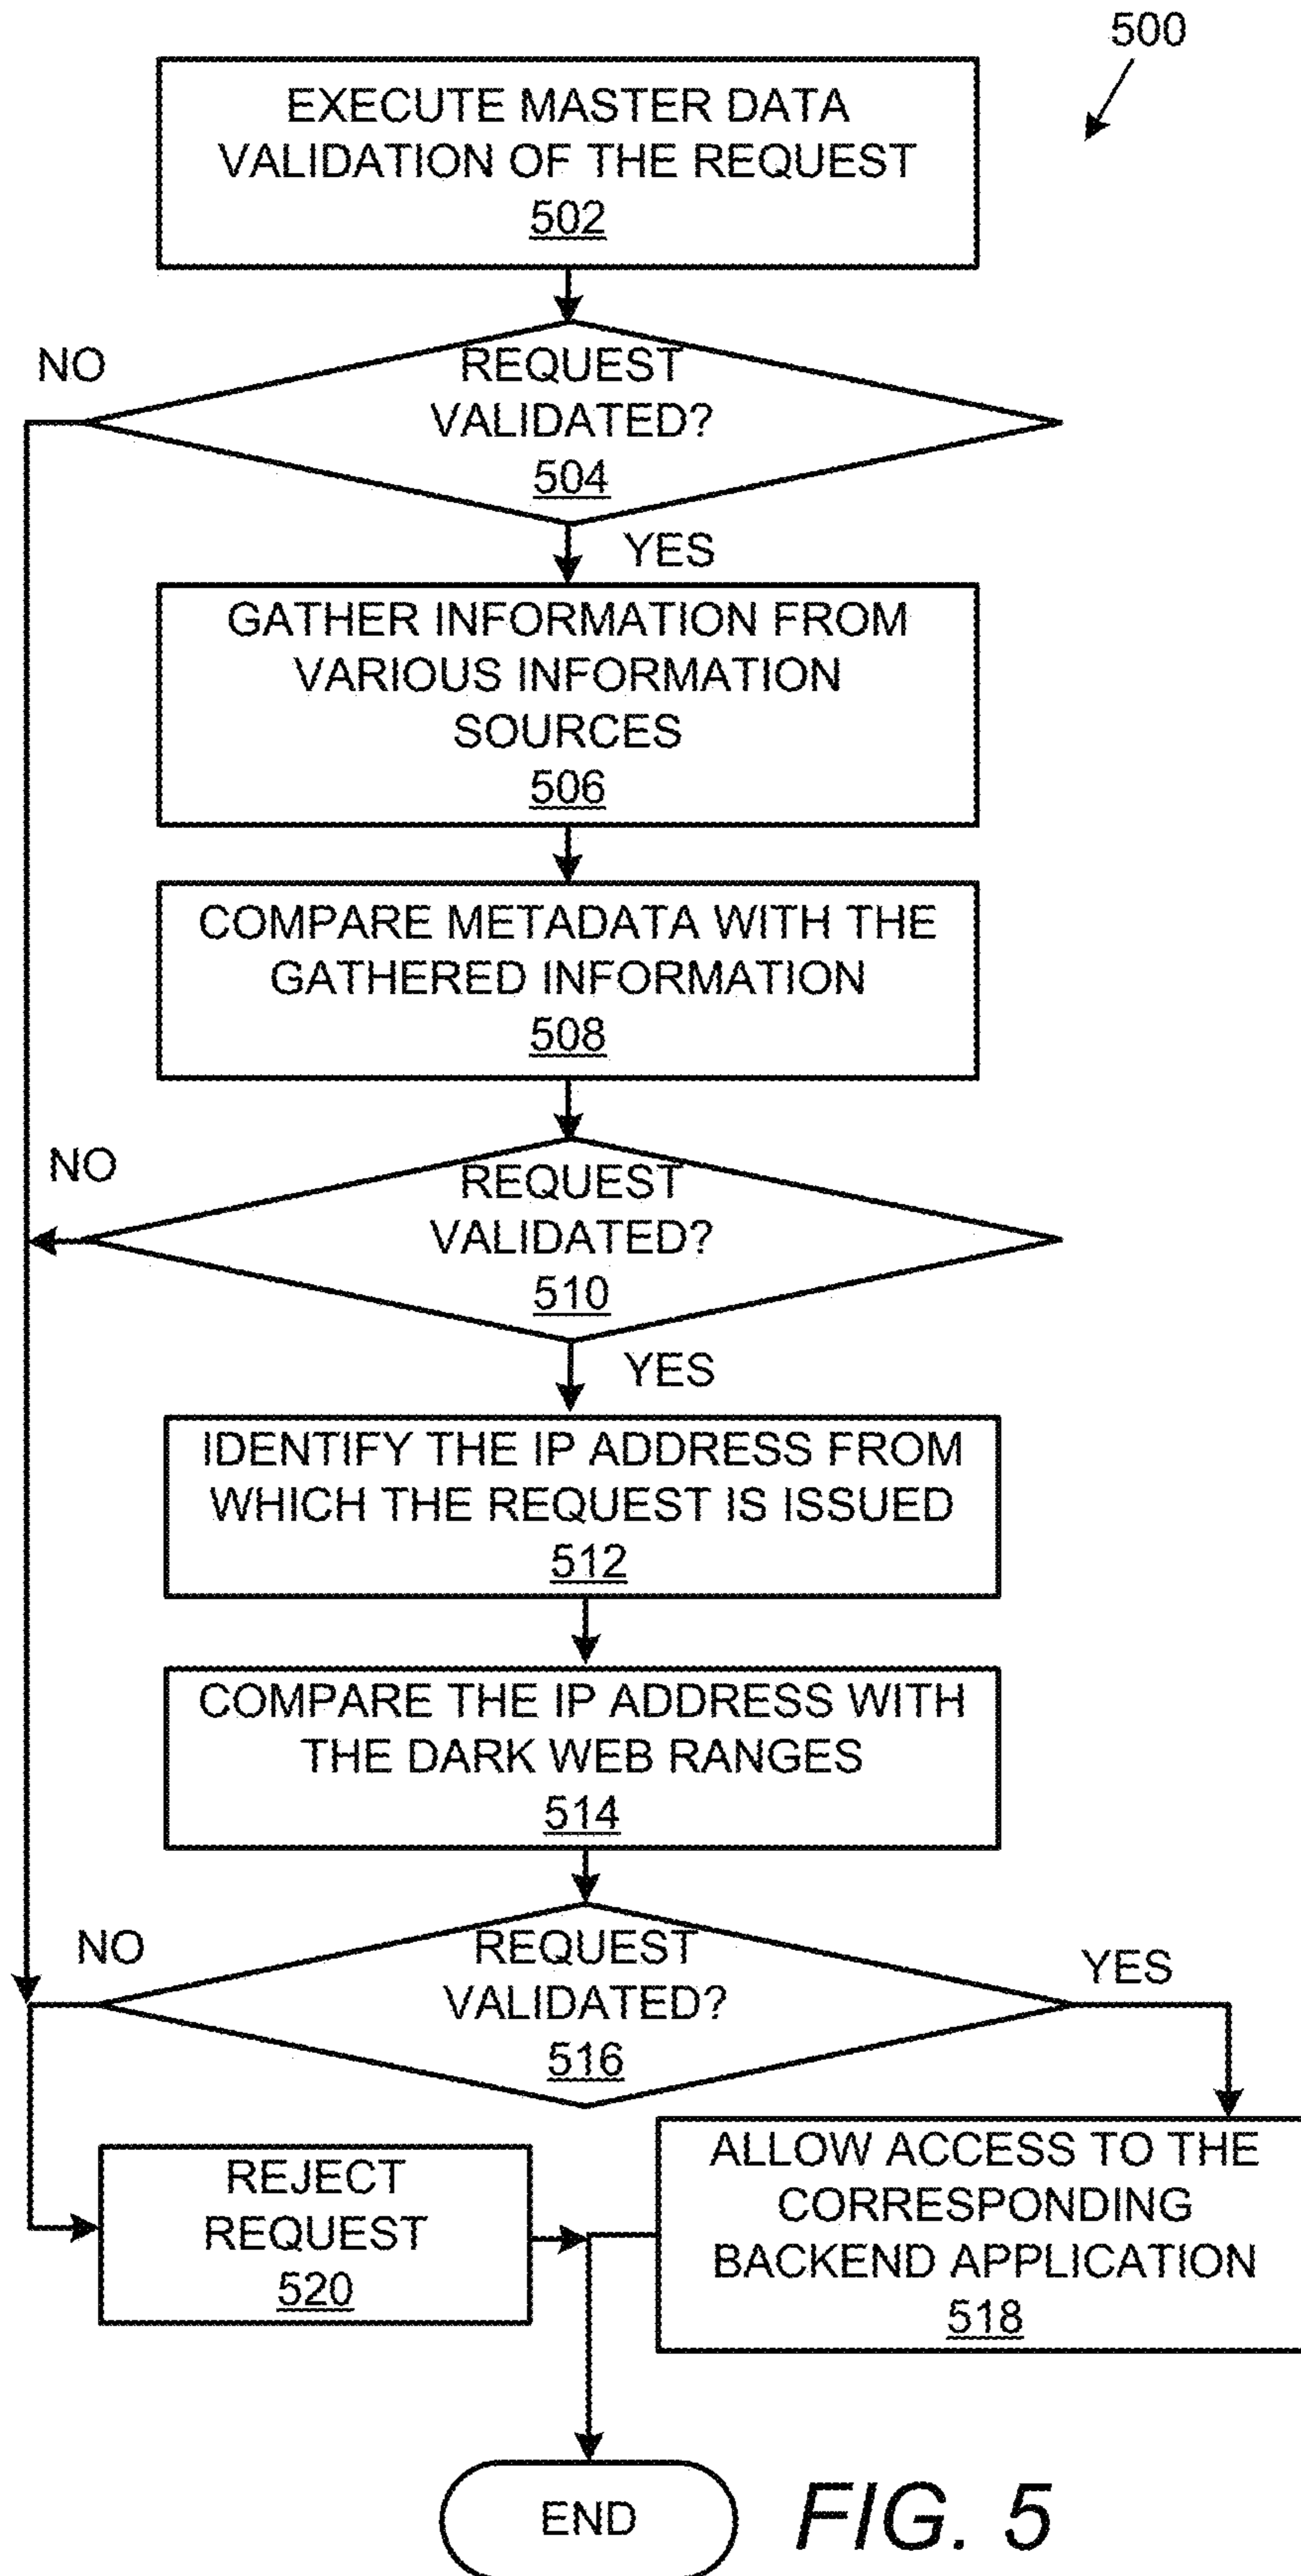 500
EXECUTE MASTER DATA
VALIDATION OF THE REQUEST
502
NO
REQUEST
VALIDATED?
504
YES
GATHER INFORMATION FROM
VARIOUS INFORMATION
SOURCES
506
COMPARE METADATA WITH THE
GATHERED INFORMATION
508
NO
REQUEST
VALIDATED?
510
YES
IDENTIFY THE IP ADDRESS FROM
WHICH THE REQUEST IS ISSUED
512
COMPARE THE IP ADDRESS WITH
THE DARK WEB RANGES
514
NO
REQUEST
VALIDATED?
516
YES
REJECT
REQUEST
520
ALLOW ACCESS TO THE
CORRESPONDING
BACKEND APPLICATION
518
END
FIG. 5